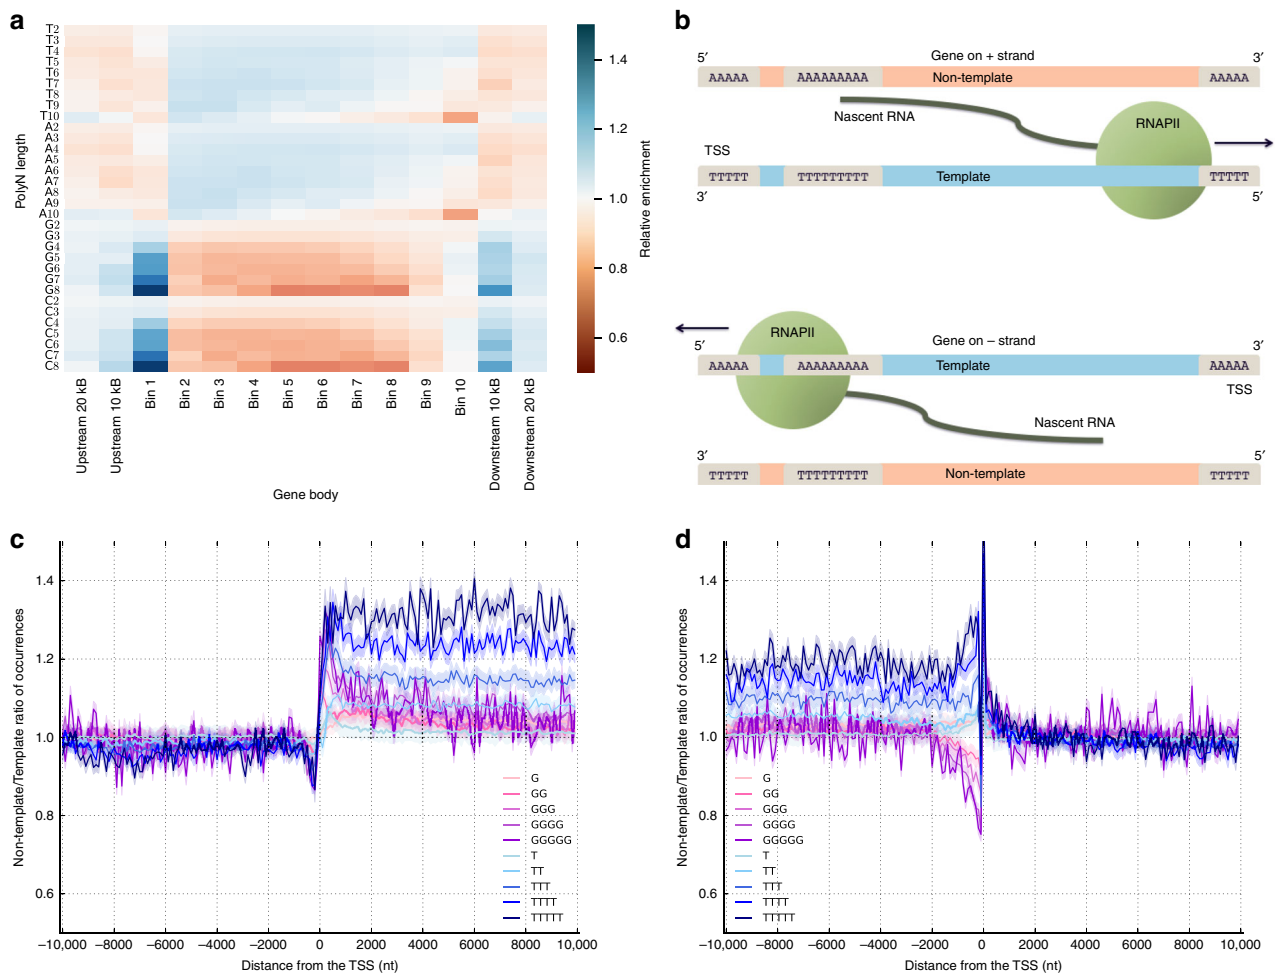 a
T2
T3
T4
T5
T6
T7
T8
T9
T10
A2
A3
A4
A5
A6
A7
A8
A9
A10
G2
G3
G4
G5
G6
G7
G8
C2
C3
C4
C5
C6
C7
C8
PolyN length
Upstream 20 kB
Upstream 10 kB
Bin 1
Bin 2
Bin 3
Bin 4
Bin 5
Bin 6
Bin 7
Bin 8
Bin 9
Bin 10
Downstream 10 kB
Downstream 20 kB
Gene body
1.4
1.2
1.0
0.8
0.6
Relative enrichment
b
Gene on + strand
5′ 3′
AAAAA AAAAAAAAA Non-template AAAAA
Nascent RNA
RNAPII
TSS
TTTTT TTTTTTTTT Template TTTTT
3′ 5′
RNAPII
Gene on – strand
5′ 3′
AAAAA AAAAAAAAA Template AAAAA
TSS
Nascent RNA
3′ 5′
TTTTT TTTTTTTTT Non-template TTTTT
c
Non-template/Template ratio of occurrences
1.4
1.2
1.0
0.8
0.6
G
GG
GGG
GGGG
GGGGG
T
TT
TTT
TTTT
TTTTT
−10,000 −8000 −6000 −4000 −2000 0 2000 4000 6000 8000 10,000
Distance from the TSS (nt)
d
Non-template/Template ratio of occurrences
1.4
1.2
1.0
0.8
0.6
G
GG
GGG
GGGG
GGGGG
T
TT
TTT
TTTT
TTTTT
−10,000 −8000 −6000 −4000 −2000 0 2000 4000 6000 8000 10,000
Distance from the TSS (nt)